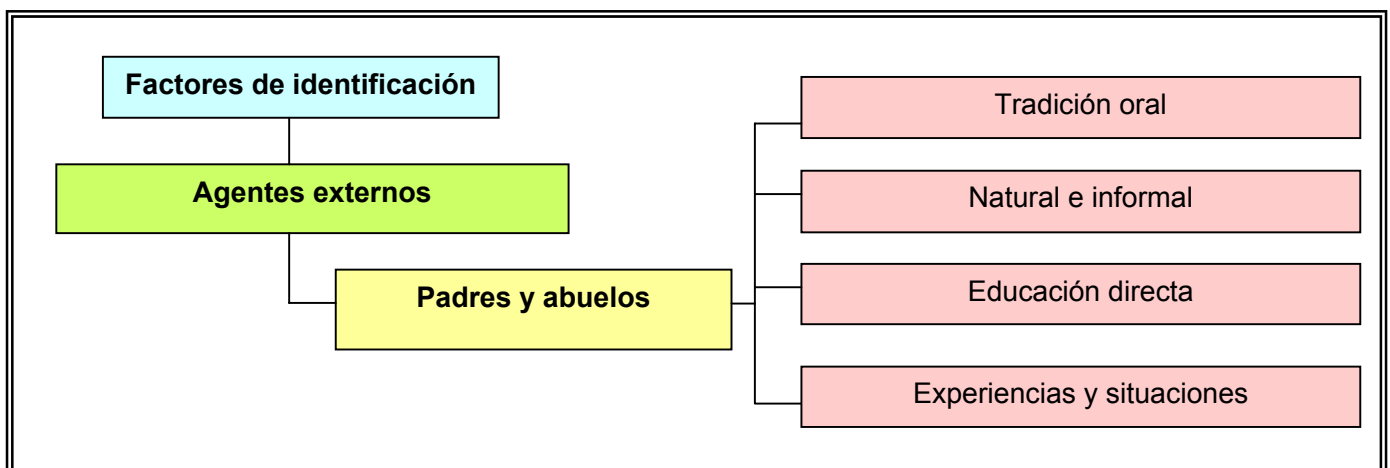 Factores de identificación
Tradición oral
Agentes externos
Natural e informal
Padres y abuelos
Educación directa
Experiencias y situaciones